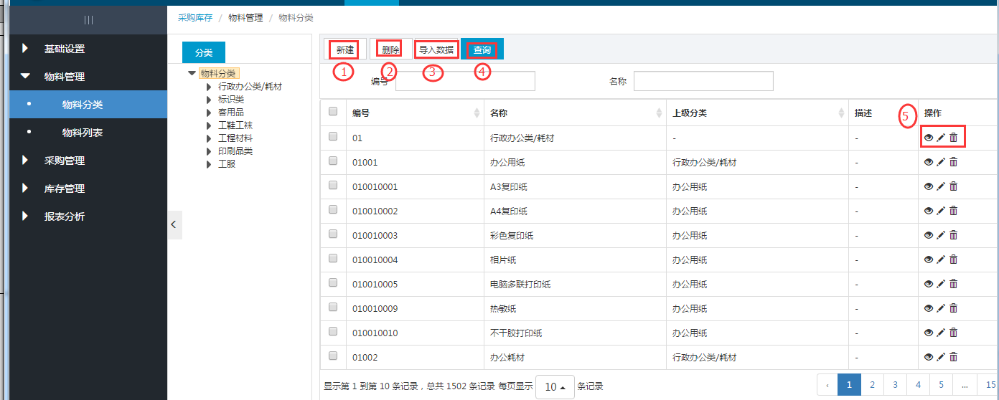 采购库存 / 物料管理 / 物料分类
基础设置
物料管理
物料分类
物料列表
采购管理
库存管理
报表分析
分类
物料分类
行政办公类/耗材
标识类
客用品
工鞋工袜
工程材料
印刷品类
工服
新建 删除 导入数据 查询
1 2 3 4
编号 名称
5
编号 名称 上级分类 描述 操作
01 行政办公类/耗材 - -
01001 办公用纸 行政办公类/耗材 -
010010001 A3复印纸 办公用纸 -
010010002 A4复印纸 办公用纸 -
010010003 彩色复印纸 办公用纸 -
010010004 相片纸 办公用纸 -
010010005 电脑多联打印纸 办公用纸 -
010010009 热敏纸 办公用纸 -
010010010 不干胶打印纸 办公用纸 -
01002 办公耗材 行政办公类/耗材 -
显示第 1 到第 10 条记录，总共 1502 条记录 每页显示 10 条记录
‹ 1 2 3 4 5 ... 15